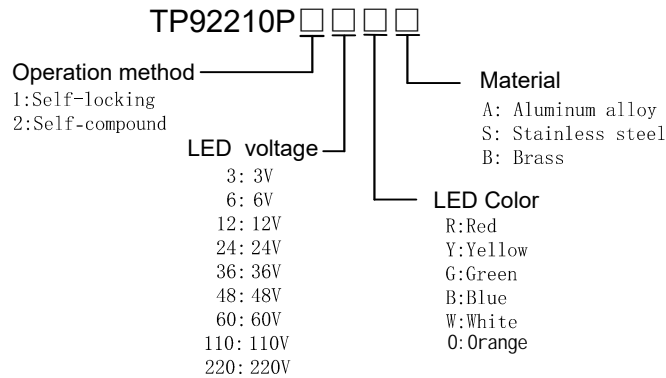 TP92210P□□□□
Operation method
1:Self-locking
2:Self-compound
LED voltage
3: 3V
6: 6V
12: 12V
24: 24V
36: 36V
48: 48V
60: 60V
110: 110V
220: 220V
LED Color
R:Red
Y:Yellow
G:Green
B:Blue
W:White
O:Orange
Material
A: Aluminum alloy
S: Stainless steel
B: Brass